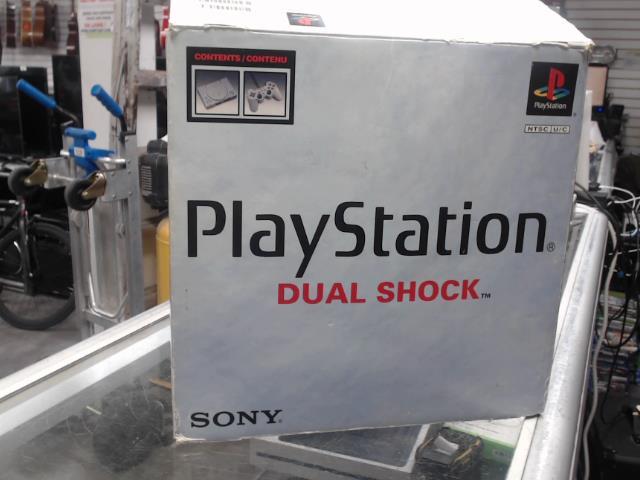 CONTENTS / CONTENU
PlayStation
NTSC U/C
PlayStation®
DUAL SHOCK™
SONY®